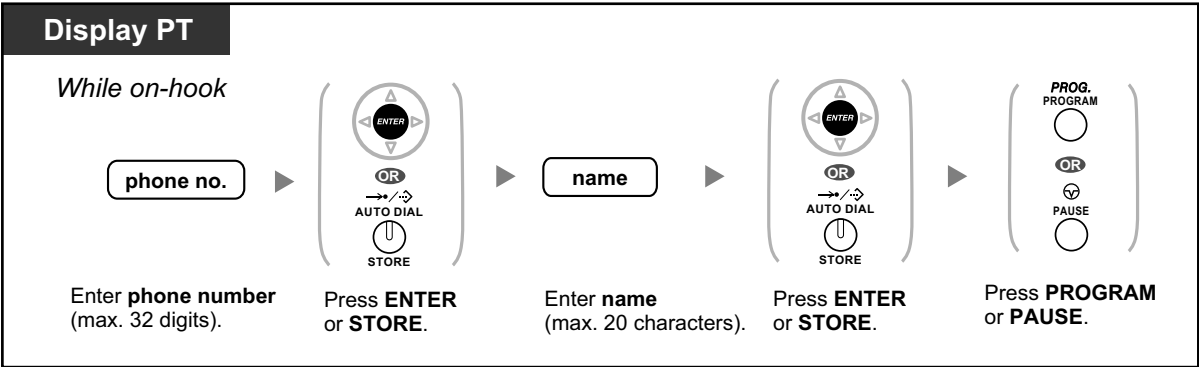 Display PT
While on-hook
phone no.
ENTER
OR
AUTO DIAL
STORE
name
ENTER
OR
AUTO DIAL
STORE
PROG.
PROGRAM
OR
PAUSE
Enter phone number
(max. 32 digits).
Press ENTER
or STORE.
Enter name
(max. 20 characters).
Press ENTER
or STORE.
Press PROGRAM
or PAUSE.